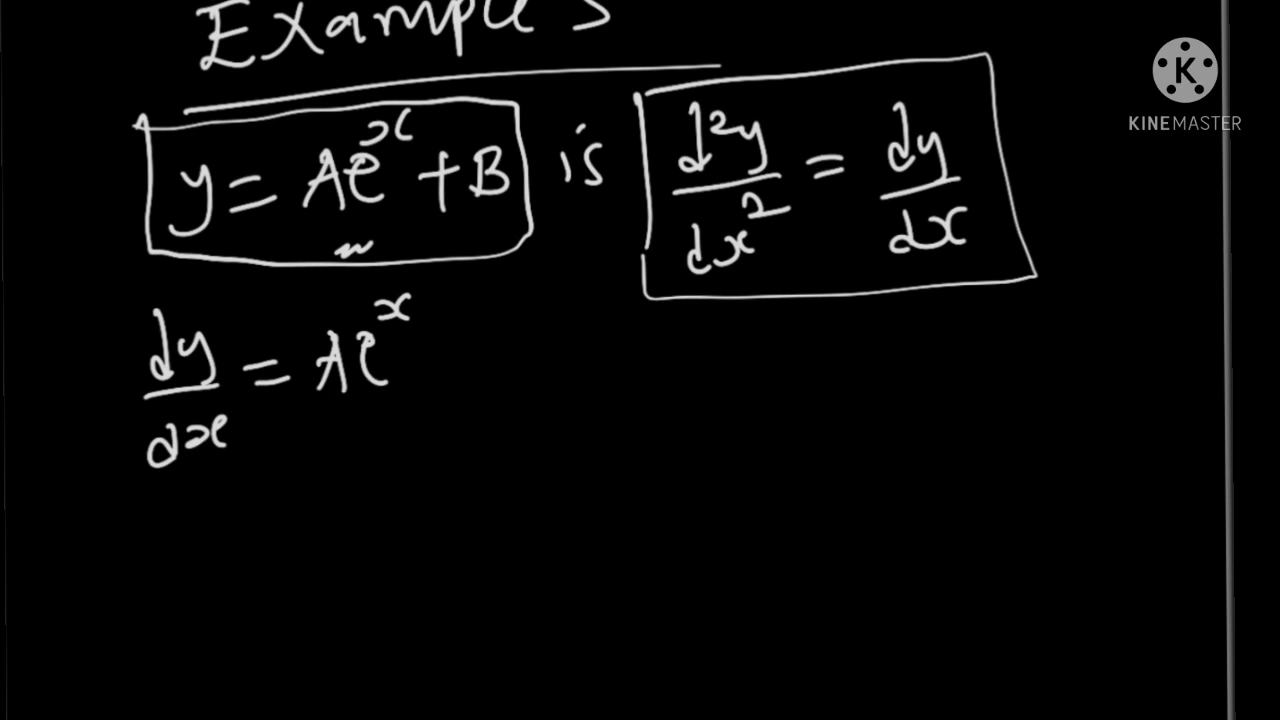 Examples
y = Ae^x + B is d²y/dx² = dy/dx
dy/dx = Ae^x
K
KINEMASTER